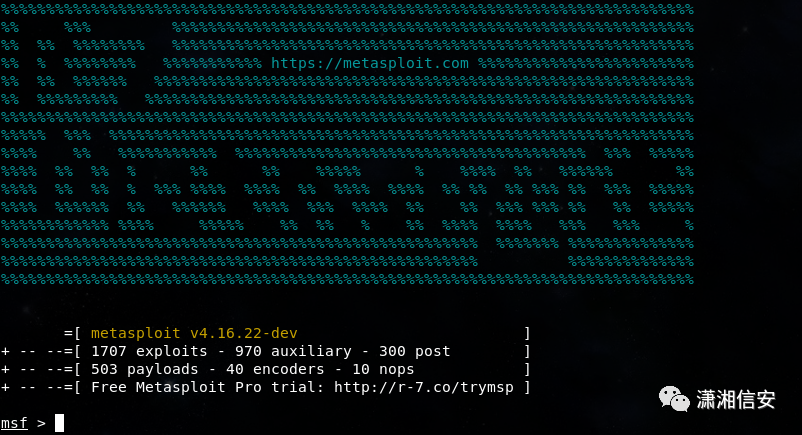 https://metasploit.com
=[ metasploit v4.16.22-dev ]
+ -- --=[ 1707 exploits - 970 auxiliary - 300 post ]
+ -- --=[ 503 payloads - 40 encoders - 10 nops ]
+ -- --=[ Free Metasploit Pro trial: http://r-7.co/trymsp ]
潇湘信安
msf >